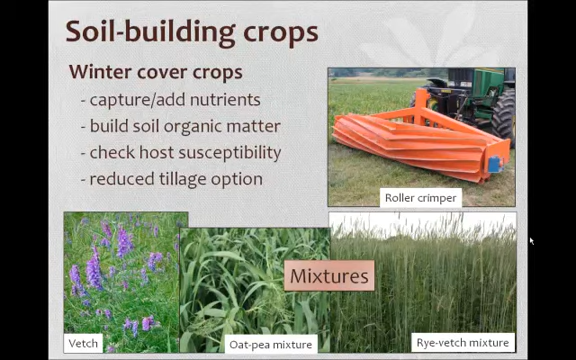 Soil-building crops
Winter cover crops
- capture/add nutrients
- build soil organic matter
- check host susceptibility
- reduced tillage option
Roller crimper
Mixtures
Vetch
Oat-pea mixture
Rye-vetch mixture